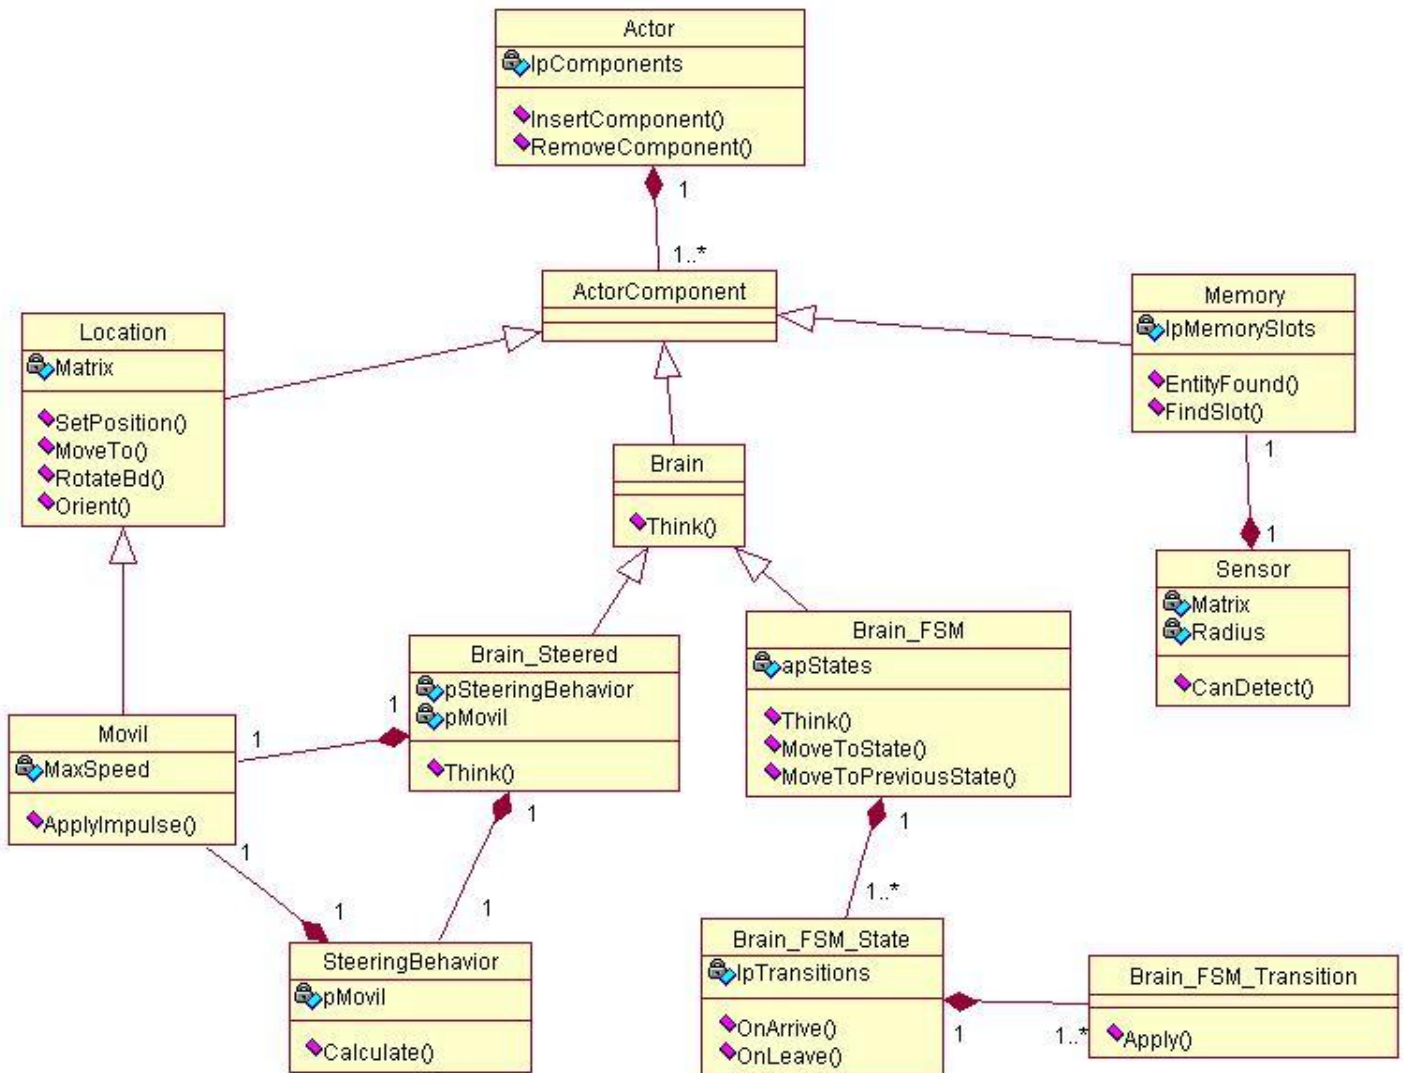 Actor
lpComponents
InsertComponent()
RemoveComponent()
1
1..*
ActorComponent
Location
Matrix
SetPosition()
MoveTo()
RotateBd()
Orient()
Memory
lpMemorySlots
EntityFound()
FindSlot()
1
1
Brain
Think()
Sensor
Matrix
Radius
CanDetect()
Brain_Steered
pSteeringBehavior
pMovil
Think()
1
1
Brain_FSM
apStates
Think()
MoveToState()
MoveToPreviousState()
Movil
MaxSpeed
ApplyImpulse()
1
1
1
1
1
1..*
SteeringBehavior
pMovil
Calculate()
Brain_FSM_State
lpTransitions
OnArrive()
OnLeave()
1
1..*
Brain_FSM_Transition
Apply()